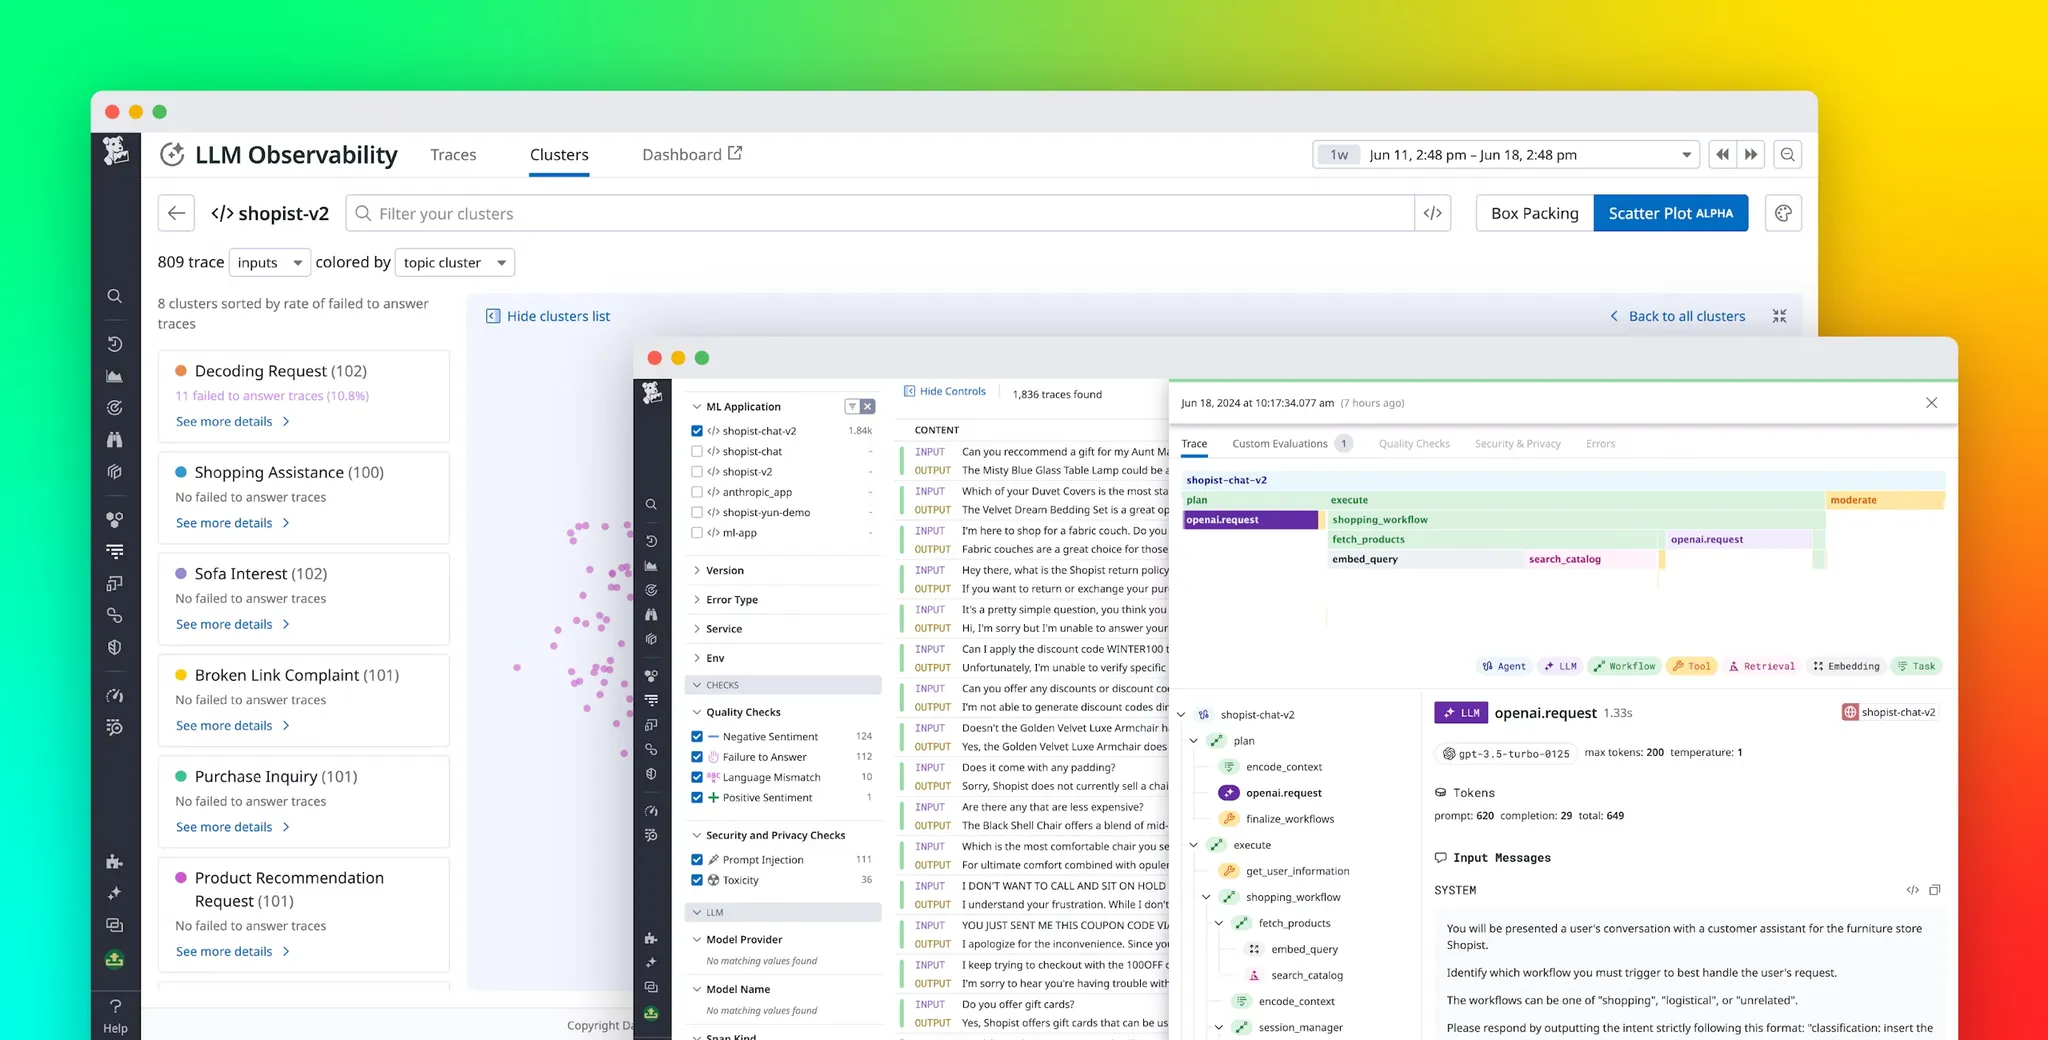 LLM Observability
Traces
Clusters
Dashboard
1w Jun 11, 2:48 pm – Jun 18, 2:48 pm
</> shopist-v2
Filter your clusters
</>
Box Packing
Scatter Plot ALPHA
809 trace inputs colored by topic cluster
8 clusters sorted by rate of failed to answer
traces
Hide clusters list
Back to all clusters
Decoding Request (102)
11 failed to answer traces (10.8%)
See more details
Shopping Assistance (100)
No failed to answer traces
See more details
Sofa Interest (102)
No failed to answer traces
See more details
Broken Link Complaint (101)
No failed to answer traces
See more details
Purchase Inquiry (101)
No failed to answer traces
See more details
Product Recommendation
Request (101)
No failed to answer traces
See more details
Help
Copyright
ML Application
</> shopist-chat-v2 1.84k
</> shopist-chat -
</> shopist-v2 -
</> anthropic_app -
</> shopist-yun-demo -
</> ml-app -
Version
Error Type
Service
Env
CHECKS
Quality Checks
Negative Sentiment 124
Failure to Answer 112
ABC Language Mismatch 10
Positive Sentiment 1
Security and Privacy Checks
Prompt Injection 111
Toxicity 36
LLM
Model Provider
No matching values found
Model Name
No matching values found
Span Kind
Hide Controls
1,836 traces found
CONTENT
INPUT Can you reccommend a gift for my Aunt
OUTPUT The Misty Blue Glass Table Lamp could be
INPUT Which of your Duvet Covers is the most
OUTPUT The Velvet Dream Bedding Set is a great
INPUT I'm here to shop for a fabric couch. Do you
OUTPUT Fabric couches are a great choice for those
INPUT Hey there, what is the Shopist return policy
OUTPUT If you want to return or exchange your
INPUT It's a pretty simple question, you think you
OUTPUT Hi, I'm sorry but I'm unable to answer your
INPUT Can I apply the discount code WINTER100
OUTPUT Unfortunately, I'm unable to verify specific
INPUT Can you offer any discounts or discount
OUTPUT I'm not able to generate discount codes
INPUT Doesn't the Golden Velvet Luxe Armchair
OUTPUT Yes, the Golden Velvet Luxe Armchair does
INPUT Does it come with any padding?
OUTPUT Sorry, Shopist does not currently sell a
INPUT Are there any that are less expensive?
OUTPUT The Black Shell Chair offers a blend of mid-
INPUT Which is the most comfortable chair you
OUTPUT For ultimate comfort combined with
INPUT I DON'T WANT TO CALL AND SIT ON HOLD
OUTPUT I understand your frustration. While I don't
INPUT YOU JUST SENT ME THIS COUPON CODE
OUTPUT I apologize for the inconvenience. Since you
INPUT I keep trying to checkout with the 100OFF
OUTPUT I'm sorry to hear you're having trouble with
INPUT Do you offer gift cards?
OUTPUT Yes, Shopist offers gift cards that can be
Jun 18, 2024 at 10:17:34.077 am (7 hours ago)
Trace
Custom Evaluations 1
Quality Checks
Security & Privacy
Errors
shopist-chat-v2
plan execute moderate
openai.request shopping_workflow
fetch_products openai.request
embed_query search_catalog
Agent LLM Workflow Tool Retrieval Embedding Task
shopist-chat-v2
plan
encode_context
openai.request
finalize_workflows
execute
get_user_information
shopping_workflow
fetch_products
embed_query
search_catalog
encode_context
session_manager
LLM openai.request 1.33s
shopist-chat-v2
gpt-3.5-turbo-0125 max tokens: 200 temperature: 1
Tokens
prompt: 620 completion: 29 total: 649
Input Messages
SYSTEM
</>
You will be presented a user's conversation with a customer assistant for the furniture store
Shopist.
Identify which workflow you must trigger to best handle the user's request.
The workflows can be one of "shopping", "logistical", or "unrelated".
Please respond by outputting the intent strictly following this format: "classification: insert the